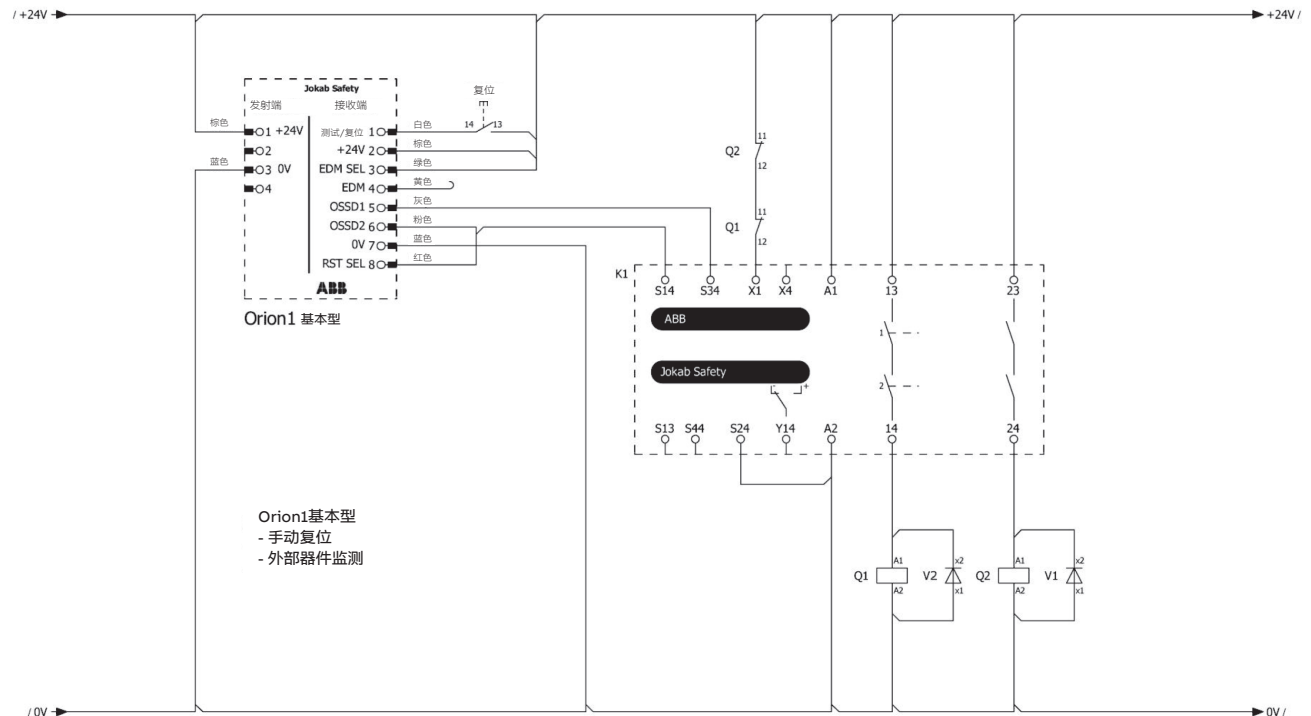 / +24V
+24V /
Jokab Safety
发射端
接收端
复位
棕色
1 +24V
测试/复位 1
白色
14
13
2
+24V 2
棕色
蓝色
3 0V
EDM SEL 3
绿色
4
EDM 4
黄色
OSSD1 5
灰色
OSSD2 6
粉色
0V 7
蓝色
RST SEL 8
红色
ABB
Orion1 基本型
11
Q2
12
11
Q1
12
K1
S14
S34
X1
X4
A1
13
23
ABB
1
Jokab Safety
2
- +
S13
S44
S24
Y14
A2
14
24
Orion1基本型
- 手动复位
- 外部器件监测
Q1
A1
A2
V2
x2
x1
Q2
A1
A2
V1
x2
x1
/ 0V
0V /